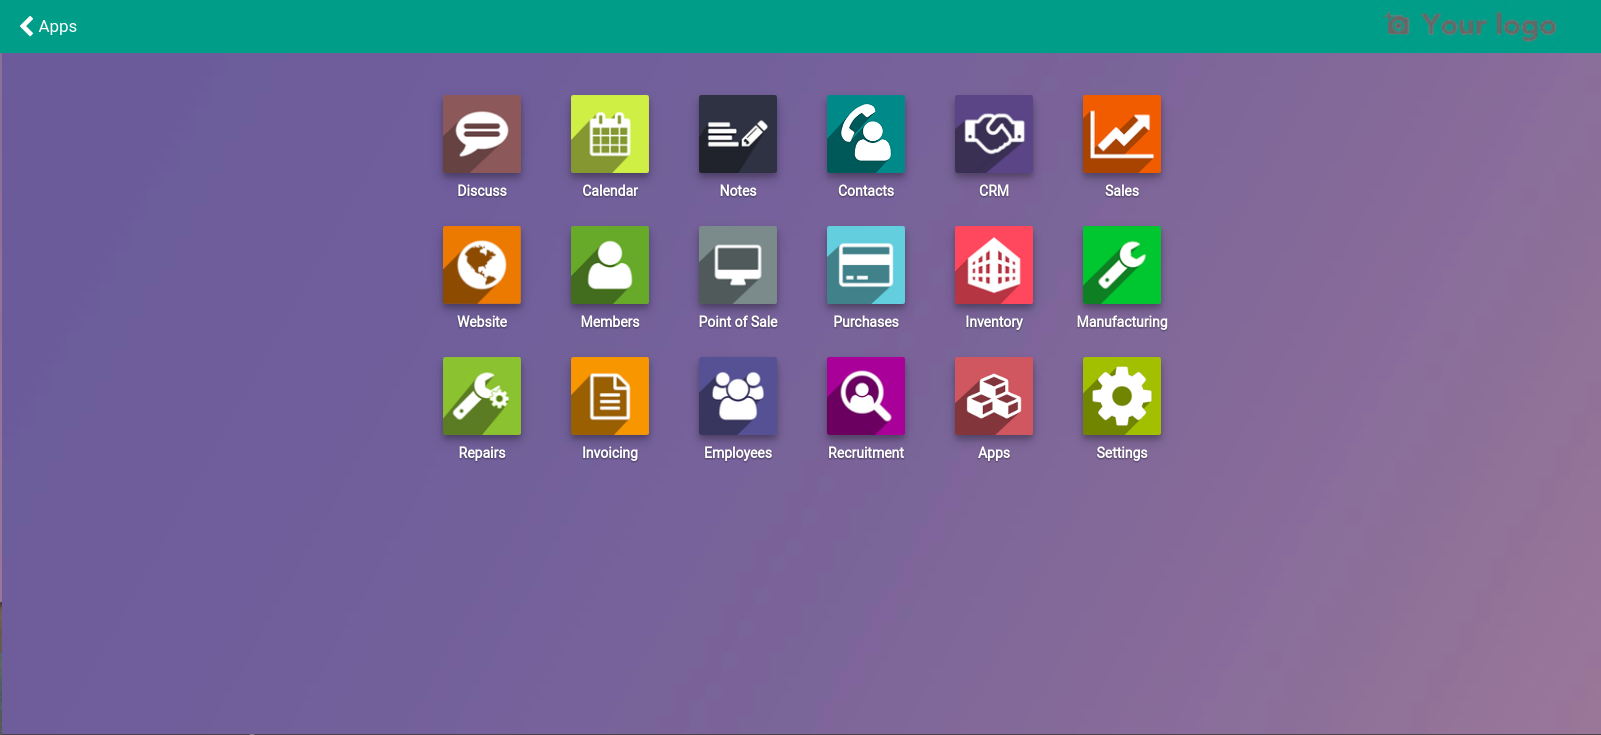 Apps
Your logo
Discuss
Calendar
Notes
Contacts
CRM
Sales
Website
Members
Point of Sale
Purchases
Inventory
Manufacturing
Repairs
Invoicing
Employees
Recruitment
Apps
Settings